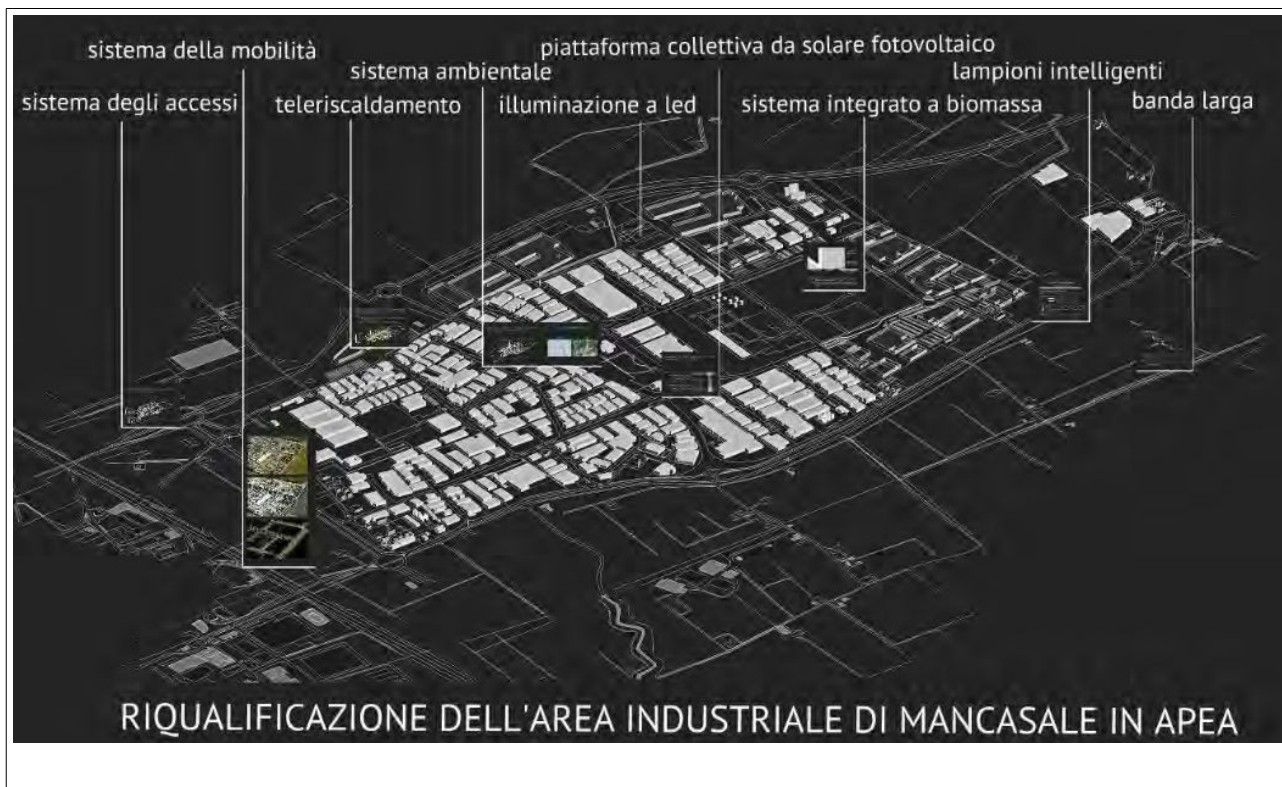 sistema della mobilità
piattaforma collettiva da solare fotovoltaico
sistema ambientale
lampioni intelligenti
sistema degli accessi
teleriscaldamento
illuminazione a led
sistema integrato a biomassa
banda larga
RIQUALIFICAZIONE DELL'AREA INDUSTRIALE DI MANCASALE IN APEA